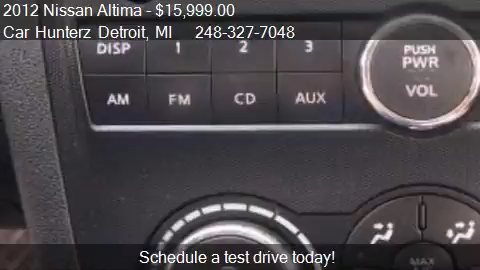 2012 Nissan Altima - $15,999.00
Car Hunterz Detroit, MI 248-327-7048
DISP 1 2 3
PUSH
PWR
VOL
AM FM CD AUX
MAX
Schedule a test drive today!